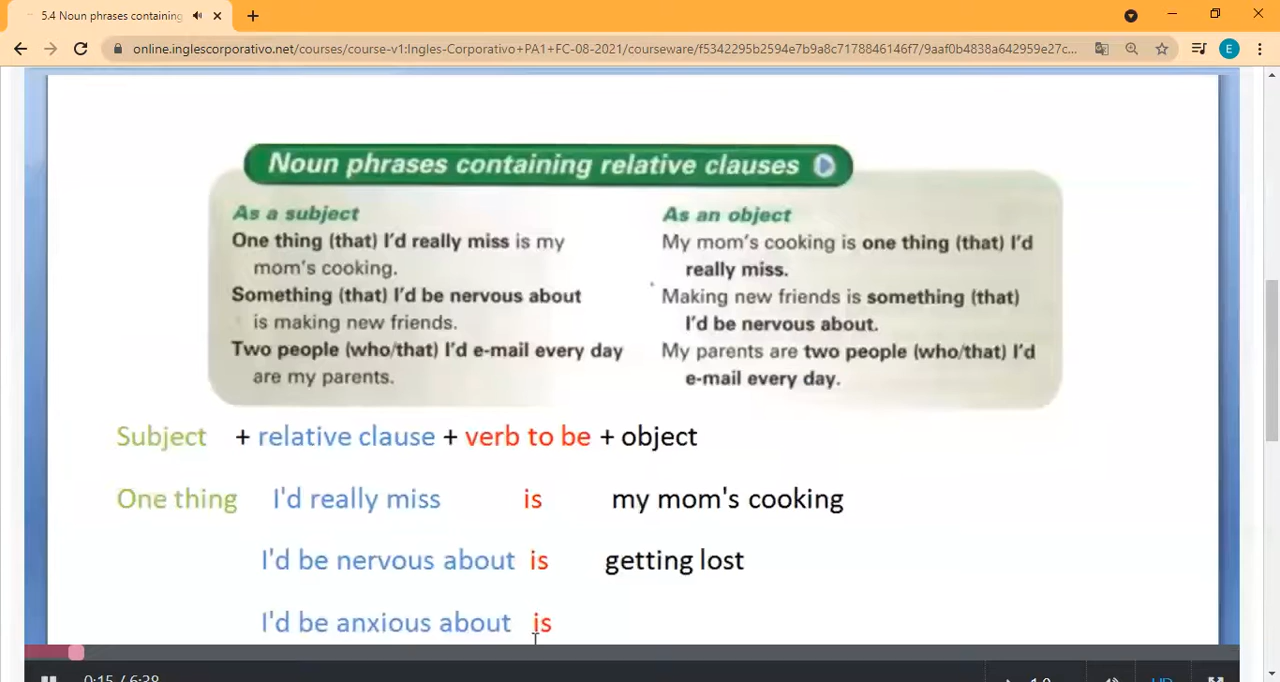 5.4 Noun phrases containing
online.inglescorporativo.net/courses/course-v1:Ingles-Corporativo+PA1+FC-08-2021/courseware/f5342295b2594e7b9a8c7178846146f7/9aaf0b4838a642959e27c...
E
Noun phrases containing relative clauses
As a subject
One thing (that) I'd really miss is my
mom's cooking.
Something (that) I'd be nervous about
is making new friends.
Two people (who/that) I'd e-mail every day
are my parents.
As an object
My mom's cooking is one thing (that) I'd
really miss.
Making new friends is something (that)
I'd be nervous about.
My parents are two people (who/that) I'd
e-mail every day.
Subject + relative clause + verb to be + object
One thing I'd really miss is my mom's cooking
I'd be nervous about is getting lost
I'd be anxious about is
0:15 / 6:38
1.0
HD